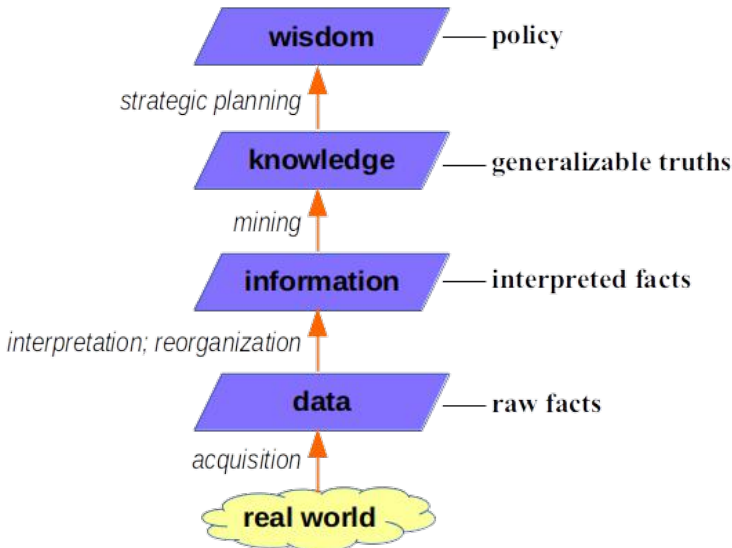 wisdom — policy
strategic planning
knowledge — generalizable truths
mining
information — interpreted facts
interpretation; reorganization
data — raw facts
acquisition
real world